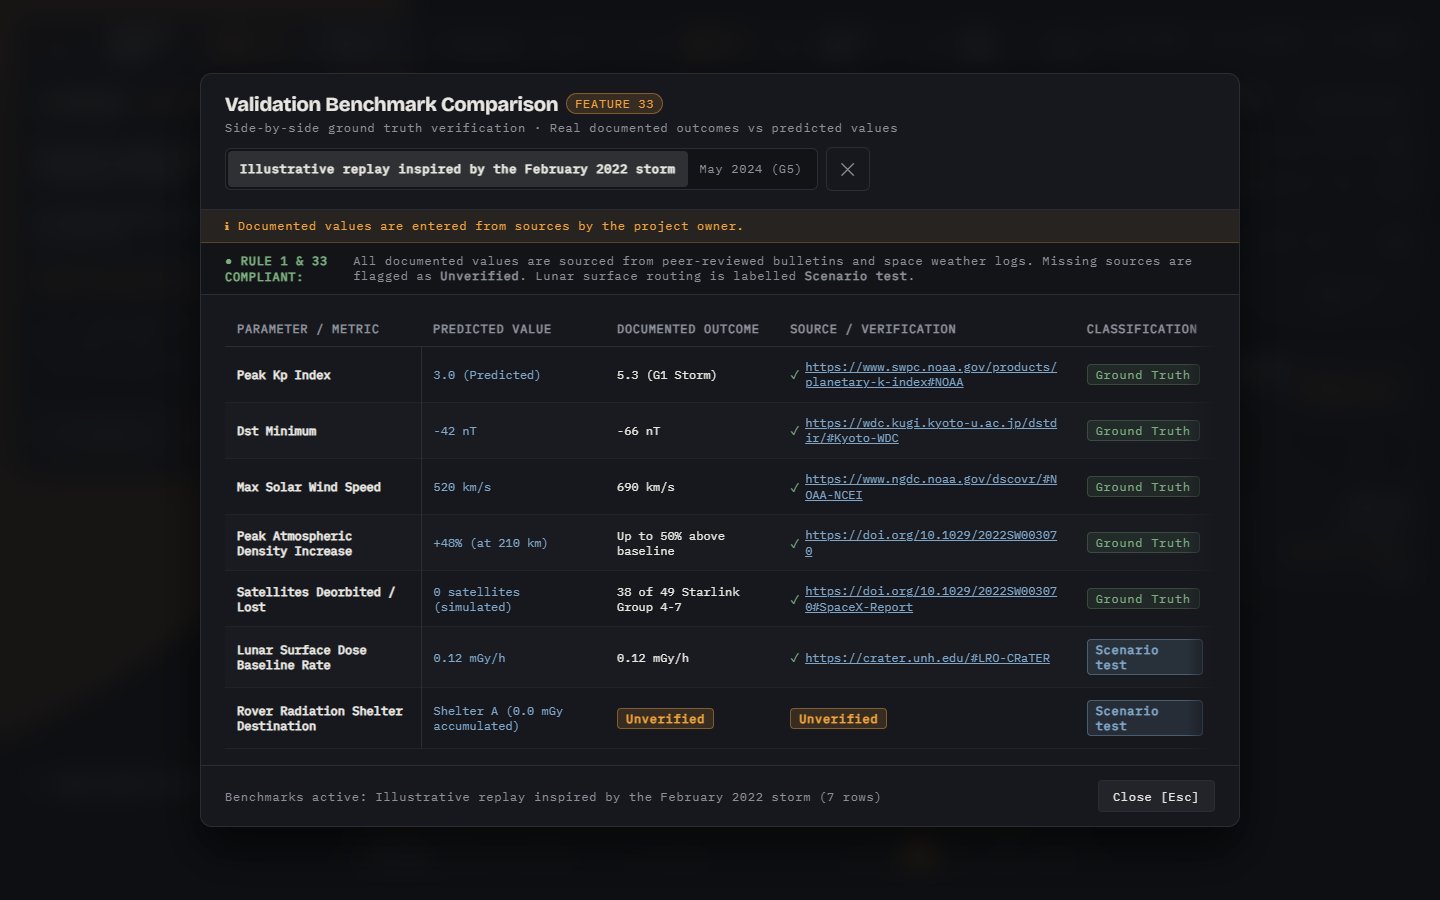 Validation Benchmark Comparison FEATURE 33
Side-by-side ground truth verification · Real documented outcomes vs predicted values
Illustrative replay inspired by the February 2022 storm May 2024 (G5)
ℹ Documented values are entered from sources by the project owner.
● RULE 1 & 33 COMPLIANT:
All documented values are sourced from peer-reviewed bulletins and space weather logs. Missing sources are
flagged as Unverified. Lunar surface routing is labelled Scenario test.
PARAMETER / METRIC PREDICTED VALUE DOCUMENTED OUTCOME SOURCE / VERIFICATION CLASSIFICATION
Peak Kp Index
3.0 (Predicted)
5.3 (G1 Storm)
✓ https://www.swpc.noaa.gov/products/
planetary-k-index#NOAA
Ground Truth
Dst Minimum
-42 nT
-66 nT
✓ https://wdc.kugi.kyoto-u.ac.jp/dstd
ir/#Kyoto-WDC
Ground Truth
Max Solar Wind Speed
520 km/s
690 km/s
✓ https://www.ngdc.noaa.gov/dscovr/#N
OAA-NCEI
Ground Truth
Peak Atmospheric
Density Increase
+48% (at 210 km)
Up to 50% above
baseline
✓ https://doi.org/10.1029/2022SW00307
0
Ground Truth
Satellites Deorbited /
Lost
0 satellites
(simulated)
38 of 49 Starlink
Group 4-7
✓ https://doi.org/10.1029/2022SW00307
0#SpaceX-Report
Ground Truth
Lunar Surface Dose
Baseline Rate
0.12 mGy/h
0.12 mGy/h
✓ https://crater.unh.edu/#LRO-CRaTER
Scenario
test
Rover Radiation Shelter
Destination
Shelter A (0.0 mGy
accumulated)
Unverified
Unverified
Scenario
test
Benchmarks active: Illustrative replay inspired by the February 2022 storm (7 rows)
Close [Esc]